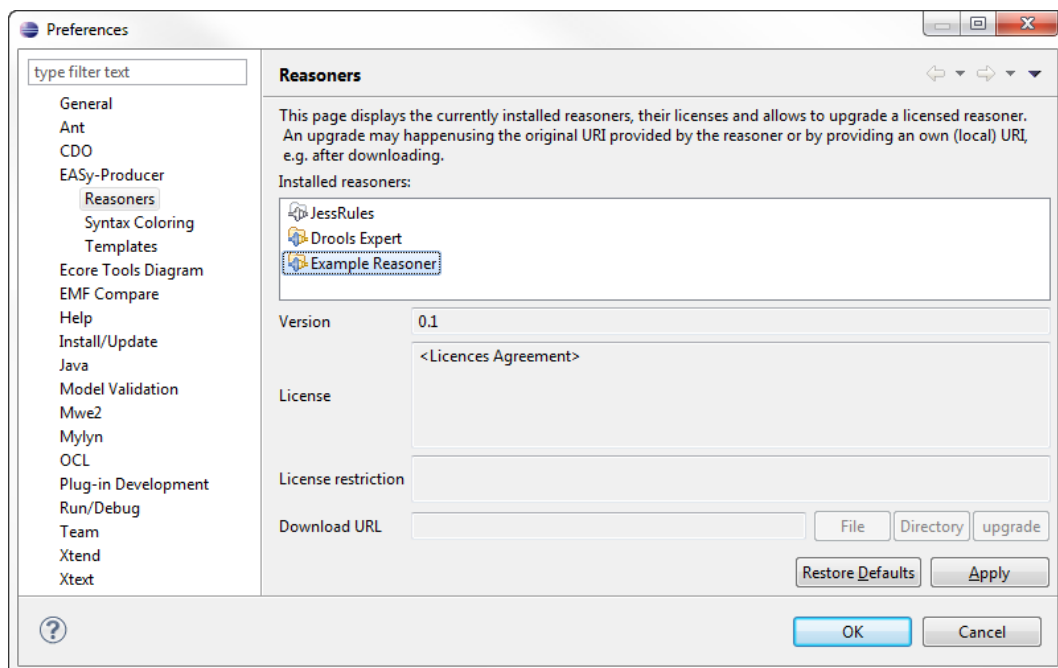 Preferences
type filter text
General
Ant
CDO
EASy-Producer
Reasoners
Syntax Coloring
Templates
Ecore Tools Diagram
EMF Compare
Help
Install/Update
Java
Model Validation
Mwe2
Mylyn
OCL
Plug-in Development
Run/Debug
Team
Xtend
Xtext
Reasoners
This page displays the currently installed reasoners, their licenses and allows to upgrade a licensed reasoner.
An upgrade may happenusing the original URI provided by the reasoner or by providing an own (local) URI,
e.g. after downloading.
Installed reasoners:
JessRules
Drools Expert
Example Reasoner
Version 0.1
<Licences Agreement>
License
License restriction
Download URL File Directory upgrade
Restore Defaults Apply
OK Cancel